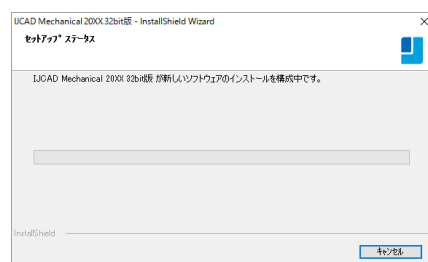 IJCAD Mechanical 20XX 32bit版 - InstallShield Wizard
ｾｯﾄｱｯﾌﾟ ｽﾃｰﾀｽ
IJCAD Mechanical 20XX 32bit版 が新しいソフトウェアのインストールを構成中です。
InstallShield
ｷｬﾝｾﾙ